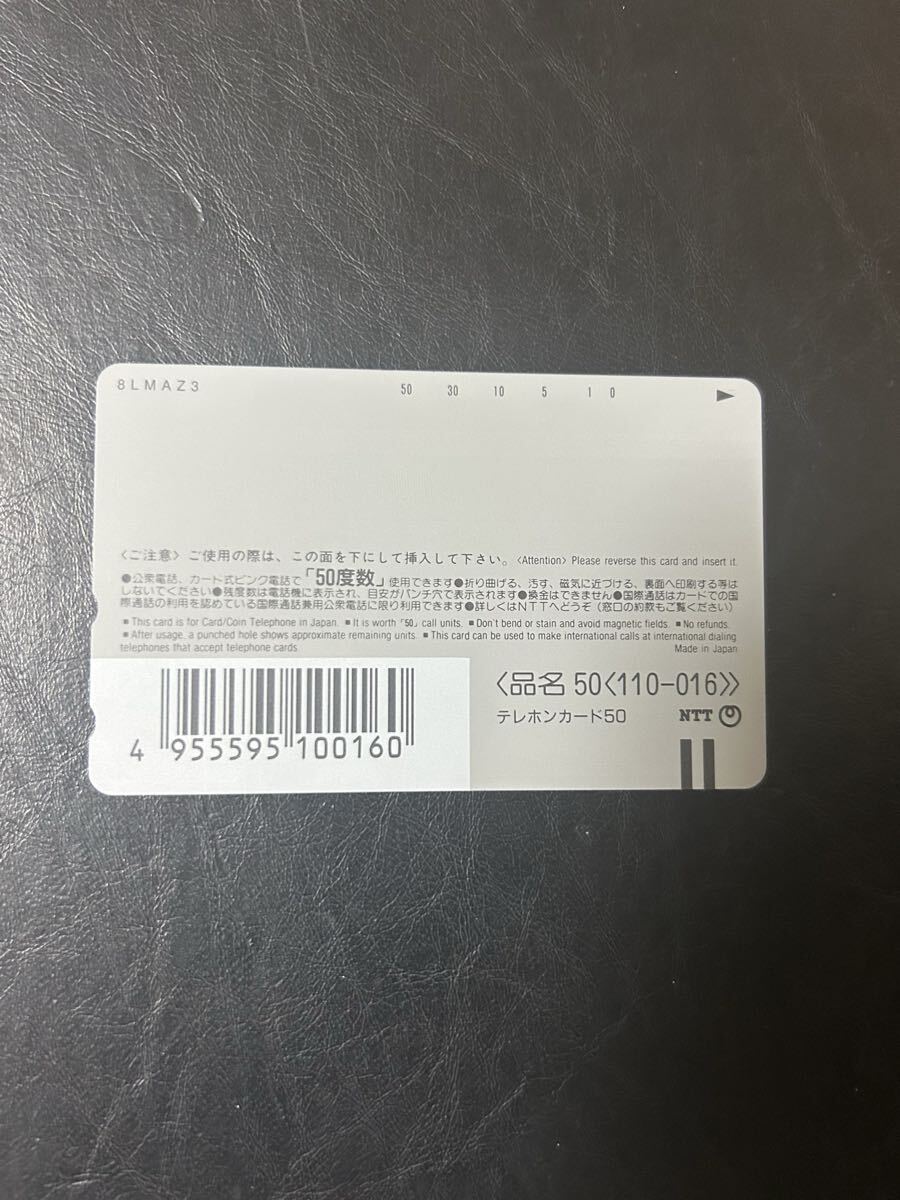 8LMAZ3 50 30 10 5 1 0
〈ご注意〉ご使用の際は、この面を下にして挿入して下さい。〈Attention〉Please reverse this card and insert it.
●公衆電話、カード式ピンク電話で「50度数」使用できます●折り曲げる、汚す、磁気に近づける、裏面へ印刷する等は
しないでください●残度数は電話機に表示され、目安がパンチ穴で表示されます●換金はできません●国際通話はカードでの国
際通話の利用を認めている国際通話兼用公衆電話に限り利用できます●詳しくはNTTへどうぞ（窓口の約款もご覧ください）
■This card is for Card/Coin Telephone in Japan. ■It is worth「50」call units. ■Don't bend or stain and avoid magnetic fields. ■No refunds.
■After usage, a punched hole shows approximate remaining units. ■This card can be used to make international calls at international dialing
telephones that accept telephone cards. Made in Japan
〈品名 50〈110-016〉〉
テレホンカード50 NTT
4 955595 100160